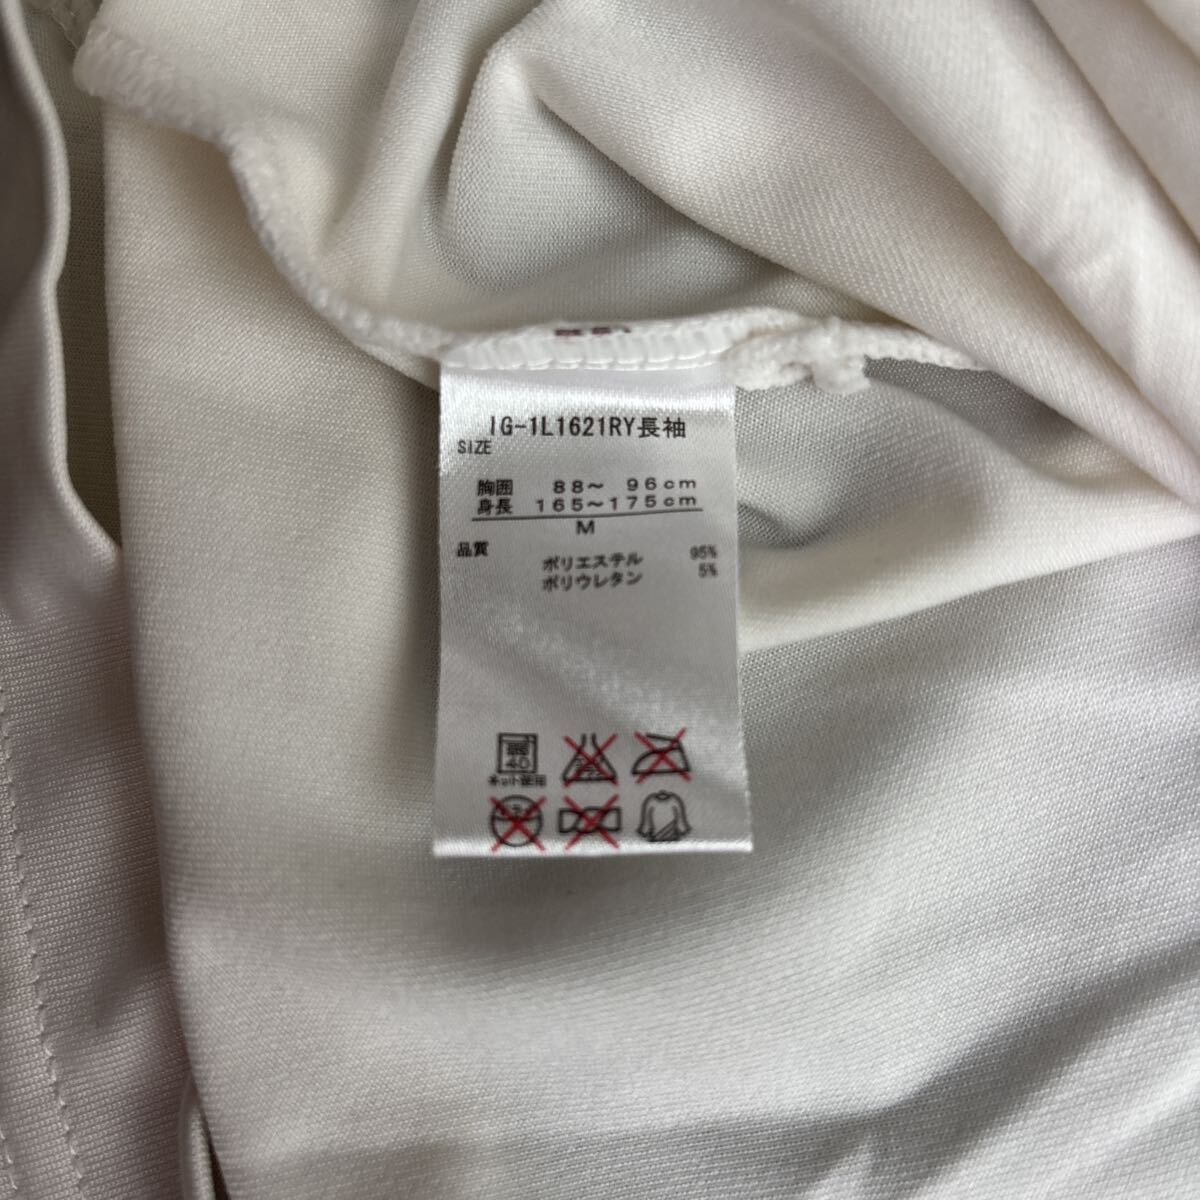 IG-1L1621RY長袖
SIZE
胸囲 88～ 96cm
身長 165～175cm
M
品質
ポリエステル 95%
ポリウレタン 5%
40
ネット使用